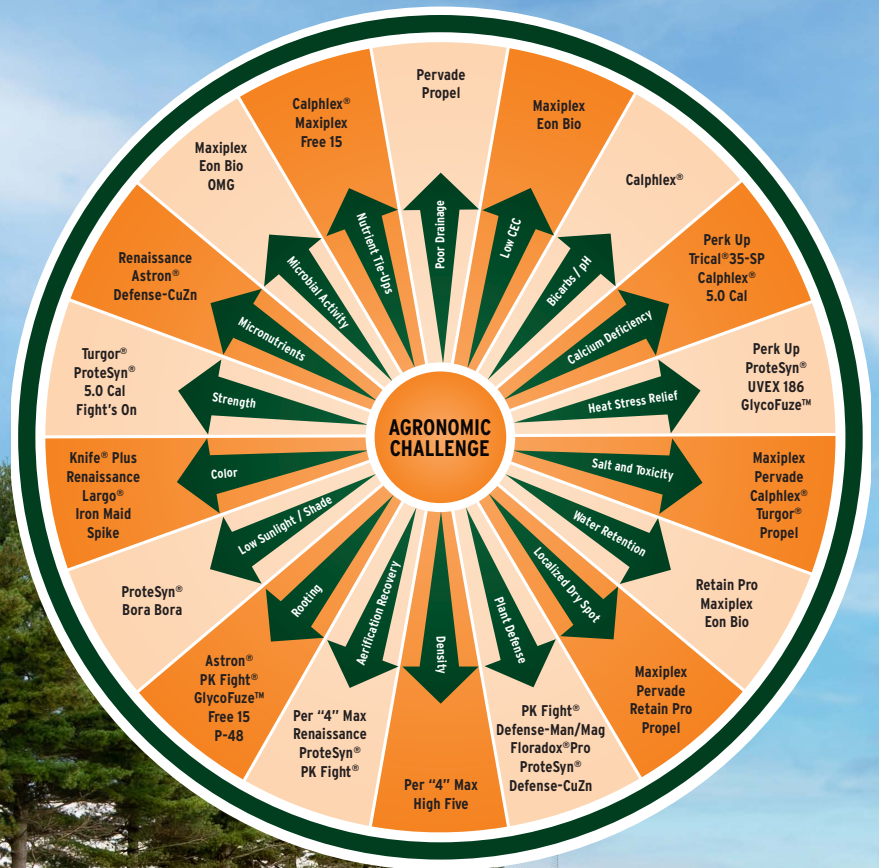 AGRONOMIC
CHALLENGE
Poor Drainage
Pervade
Propel
Low CEC
Maxiplex
Eon Bio
Bicarbs / pH
Calphlex®
Calcium Deficiency
Perk Up
Trical®35-SP
Calphlex®
5.0 Cal
Heat Stress Relief
Perk Up
ProteSyn®
UVEX 186
GlycoFuze™
Salt and Toxicity
Maxiplex
Pervade
Calphlex®
Turgor®
Propel
Water Retention
Retain Pro
Maxiplex
Eon Bio
Localized Dry Spot
Maxiplex
Pervade
Retain Pro
Propel
Plant Defense
PK Fight®
Defense-Man/Mag
Floradox®Pro
ProteSyn®
Defense-CuZn
Density
Per “4” Max
High Five
Aerification Recovery
Per “4” Max
Renaissance
ProteSyn®
PK Fight®
Rooting
Astron®
PK Fight®
GlycoFuze™
Free 15
P-48
Low Sunlight / Shade
ProteSyn®
Bora Bora
Color
Knife® Plus
Renaissance
Largo®
Iron Maid
Spike
Strength
Turgor®
ProteSyn®
5.0 Cal
Fight's On
Micronutrients
Renaissance
Astron®
Defense-CuZn
Microbial Activity
Maxiplex
Eon Bio
OMG
Nutrient Tie-Ups
Calphlex®
Maxiplex
Free 15